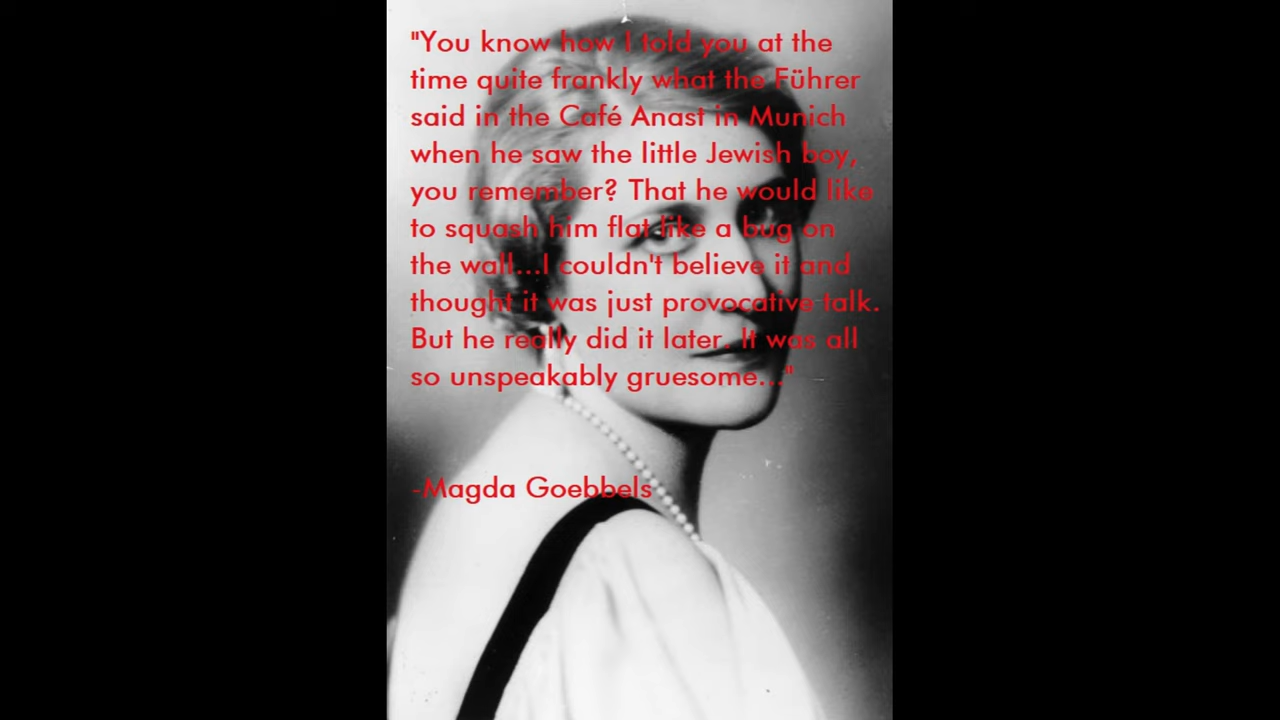 "You know how I told you at the
time quite frankly what the Führer
said in the Café Anast in Munich
when he saw the little Jewish boy,
you remember? That he would like
to squash him flat like a bug on
the wall...I couldn't believe it and
thought it was just provocative talk.
But he really did it later. It was all
so unspeakably gruesome..."
-Magda Goebbels